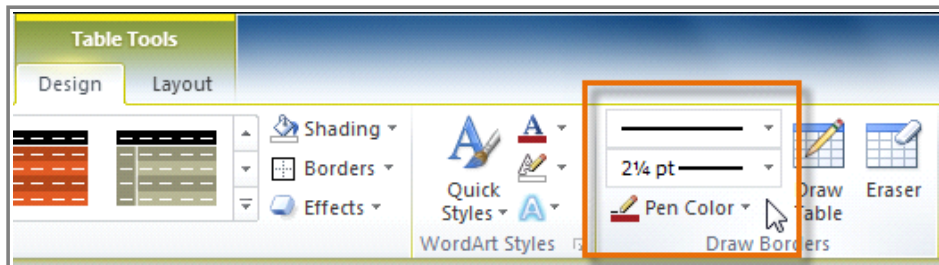 Table Tools
Design Layout
Shading
Borders
Effects
Quick
Styles
WordArt Styles
2¼ pt
Pen Color
Draw
Table
Eraser
Draw Borders